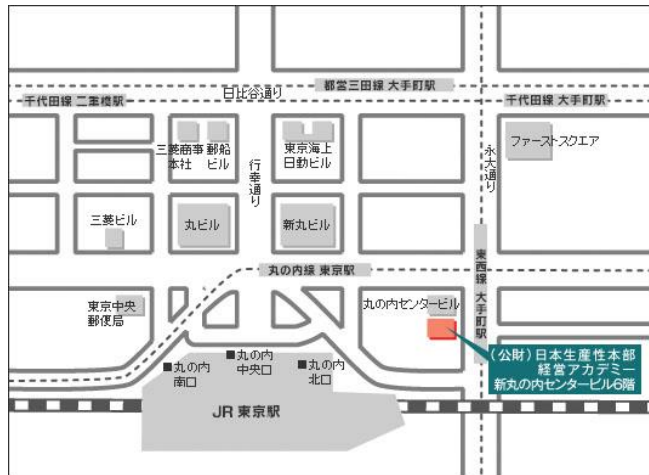 都営三田線 大手町駅
千代田線 二重橋駅
日比谷通り
千代田線 大手町駅
三菱商事
本社
郵船
ビル
東京海上
日動ビル
ファーストスクエア
行幸通り
永大通り
三菱ビル
丸ビル
新丸ビル
東西線 大手町駅
丸の内線 東京駅
東京中央
郵便局
丸の内センタービル
(公財)日本生産性本部
経営アカデミー
新丸の内センタービル6階
■丸の内
南口
■丸の内
中央口
■丸の内
北口
JR 東京駅